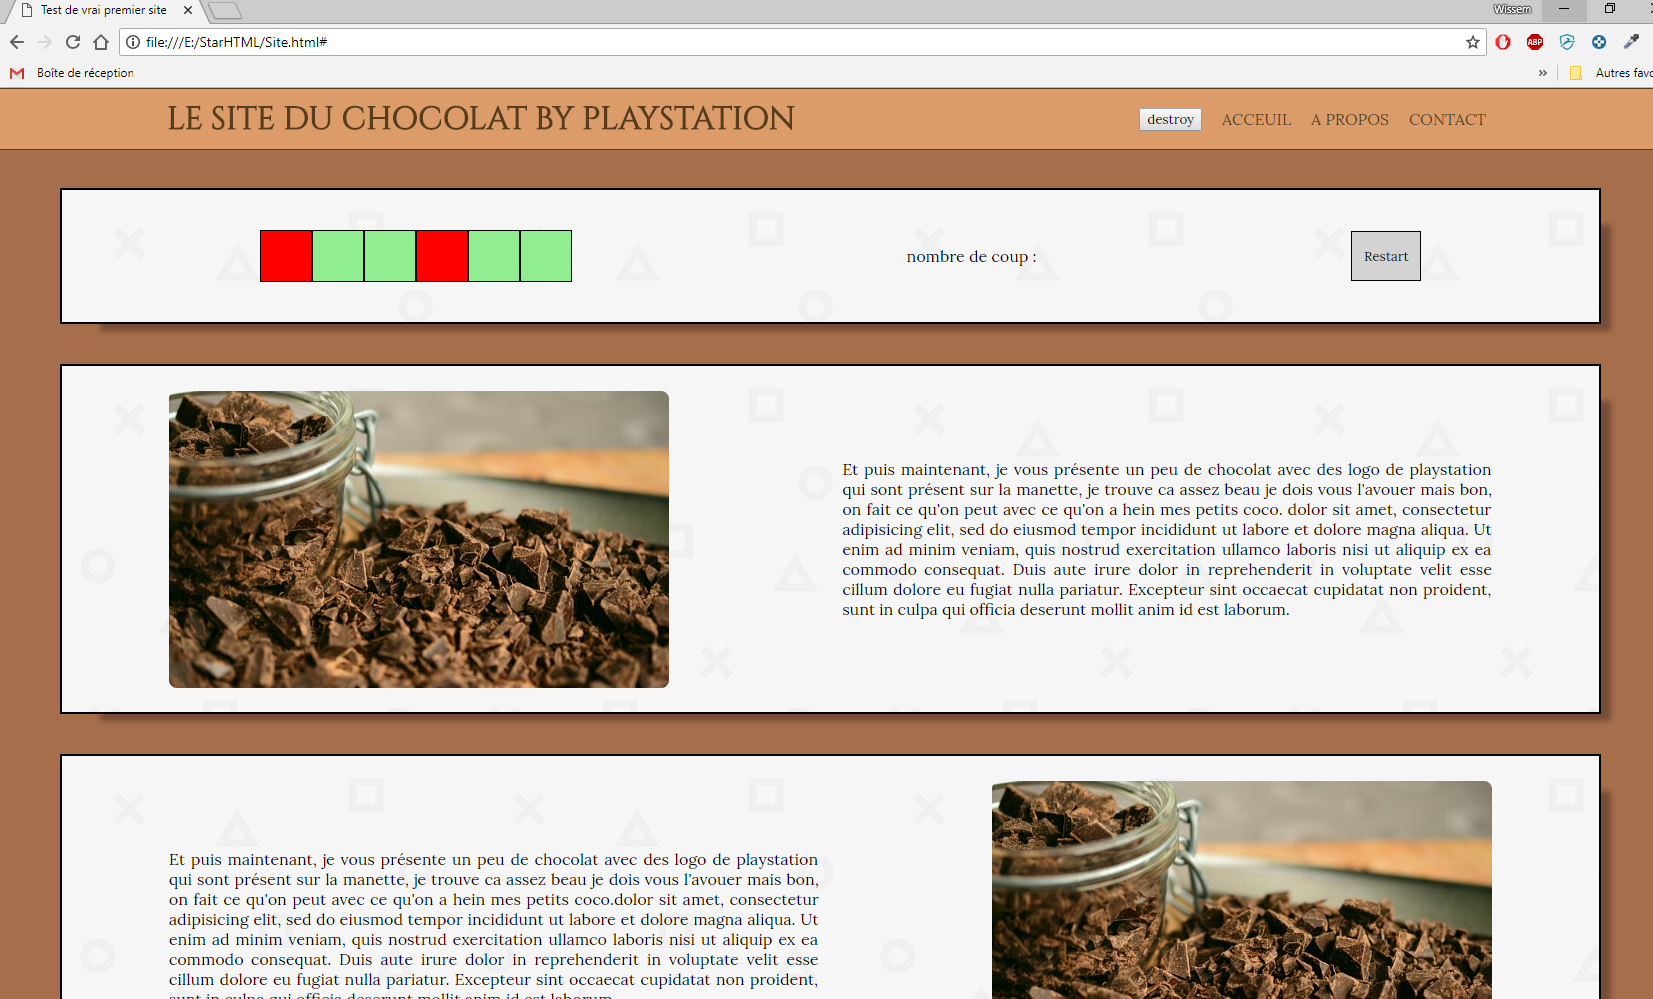 Test de vrai premier site
Wissem
file:///E:/StarHTML/Site.html#
ABP
Boîte de réception
» Autres favo
LE SITE DU CHOCOLAT BY PLAYSTATION
destroy ACCEUIL A PROPOS CONTACT
nombre de coup :
Restart
Et puis maintenant, je vous présente un peu de chocolat avec des logo de playstation
qui sont présent sur la manette, je trouve ca assez beau je dois vous l'avouer mais bon,
on fait ce qu'on peut avec ce qu'on a hein mes petits coco. dolor sit amet, consectetur
adipisicing elit, sed do eiusmod tempor incididunt ut labore et dolore magna aliqua. Ut
enim ad minim veniam, quis nostrud exercitation ullamco laboris nisi ut aliquip ex ea
commodo consequat. Duis aute irure dolor in reprehenderit in voluptate velit esse
cillum dolore eu fugiat nulla pariatur. Excepteur sint occaecat cupidatat non proident,
sunt in culpa qui officia deserunt mollit anim id est laborum.
Et puis maintenant, je vous présente un peu de chocolat avec des logo de playstation
qui sont présent sur la manette, je trouve ca assez beau je dois vous l'avouer mais bon,
on fait ce qu'on peut avec ce qu'on a hein mes petits coco.dolor sit amet, consectetur
adipisicing elit, sed do eiusmod tempor incididunt ut labore et dolore magna aliqua. Ut
enim ad minim veniam, quis nostrud exercitation ullamco laboris nisi ut aliquip ex ea
commodo consequat. Duis aute irure dolor in reprehenderit in voluptate velit esse
cillum dolore eu fugiat nulla pariatur. Excepteur sint occaecat cupidatat non proident,
sunt in culpa qui officia deserunt mollit anim id est laborum.